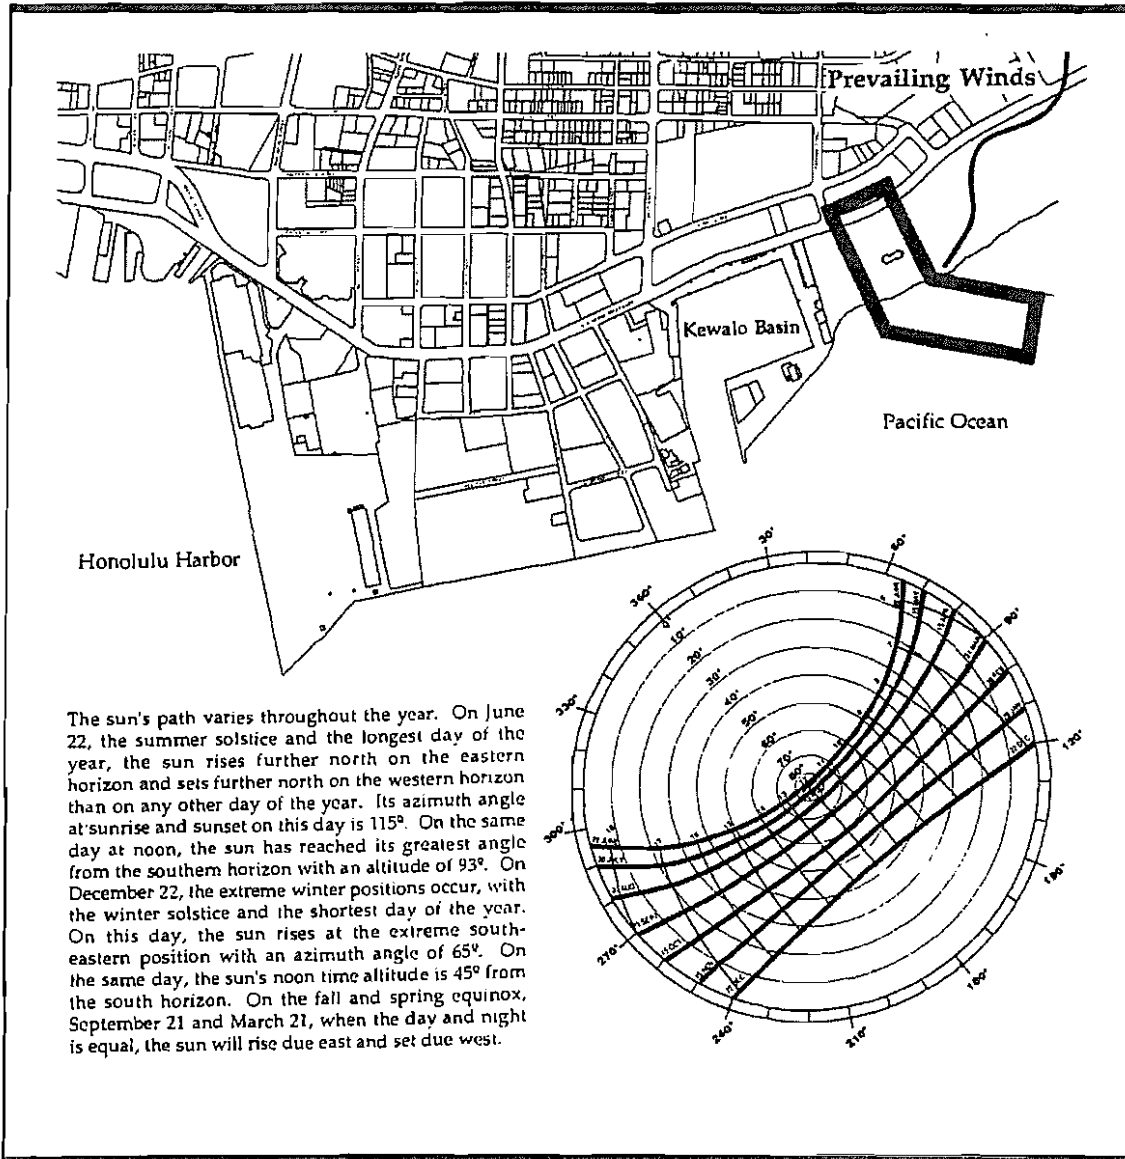 Prevailing Winds
Kewalo Basin
Pacific Ocean
Honolulu Harbor
30°
60°
360°
0°
10°
20°
30°
40°
50°
60°
70°
80°
90°
330°
120°
300°
270°
180°
240°
210°
The sun's path varies throughout the year. On June
22, the summer solstice and the longest day of the
year, the sun rises further north on the eastern
horizon and sets further north on the western horizon
than on any other day of the year. Its azimuth angle
at sunrise and sunset on this day is 115º. On the same
day at noon, the sun has reached its greatest angle
from the southern horizon with an altitude of 93º. On
December 22, the extreme winter positions occur, with
the winter solstice and the shortest day of the year.
On this day, the sun rises at the extreme south-
eastern position with an azimuth angle of 65º. On
the same day, the sun's noon time altitude is 45º from
the south horizon. On the fall and spring equinox,
September 21 and March 21, when the day and night
is equal, the sun will rise due east and set due west.